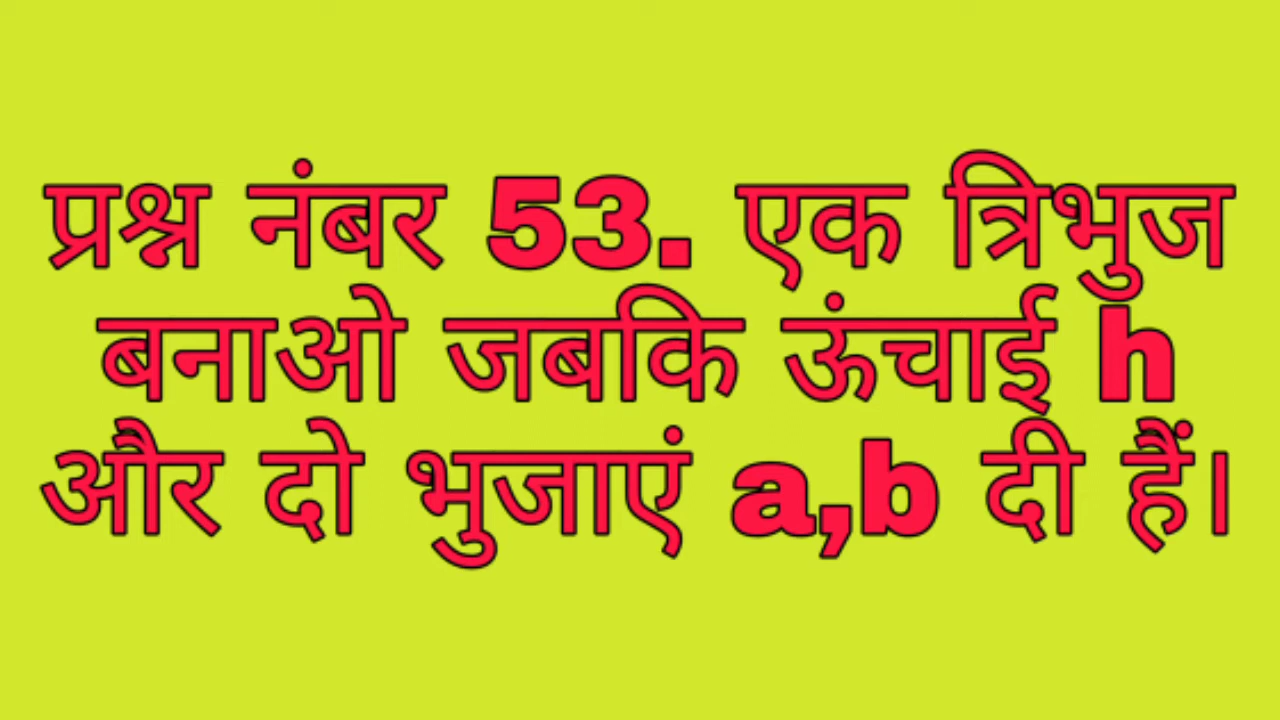 प्रश्न नंबर 53. एक त्रिभुज
बनाओ जबकि ऊंचाई h
और दो भुजाएं a,b दी हैं।